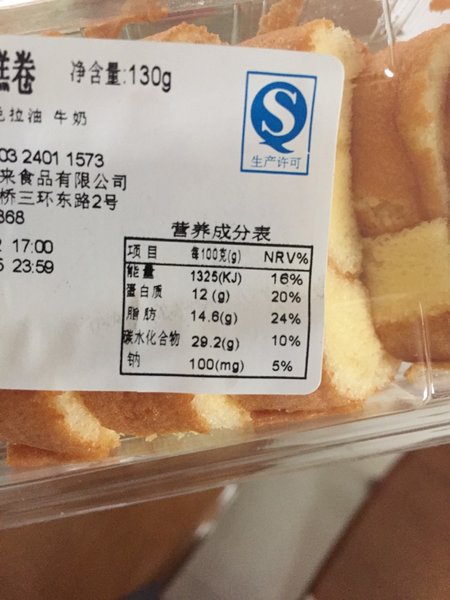 糕卷 净含量:130g
色拉油 牛奶
03 2401 1573
来食品有限公司
桥三环东路2号
368
17:00
23:59
生产许可
营养成分表
项目 每100克(g) NRV%
能量 1325(KJ) 16%
蛋白质 12(g) 20%
脂肪 14.6(g) 24%
碳水化合物 29.2(g) 10%
钠 100(mg) 5%